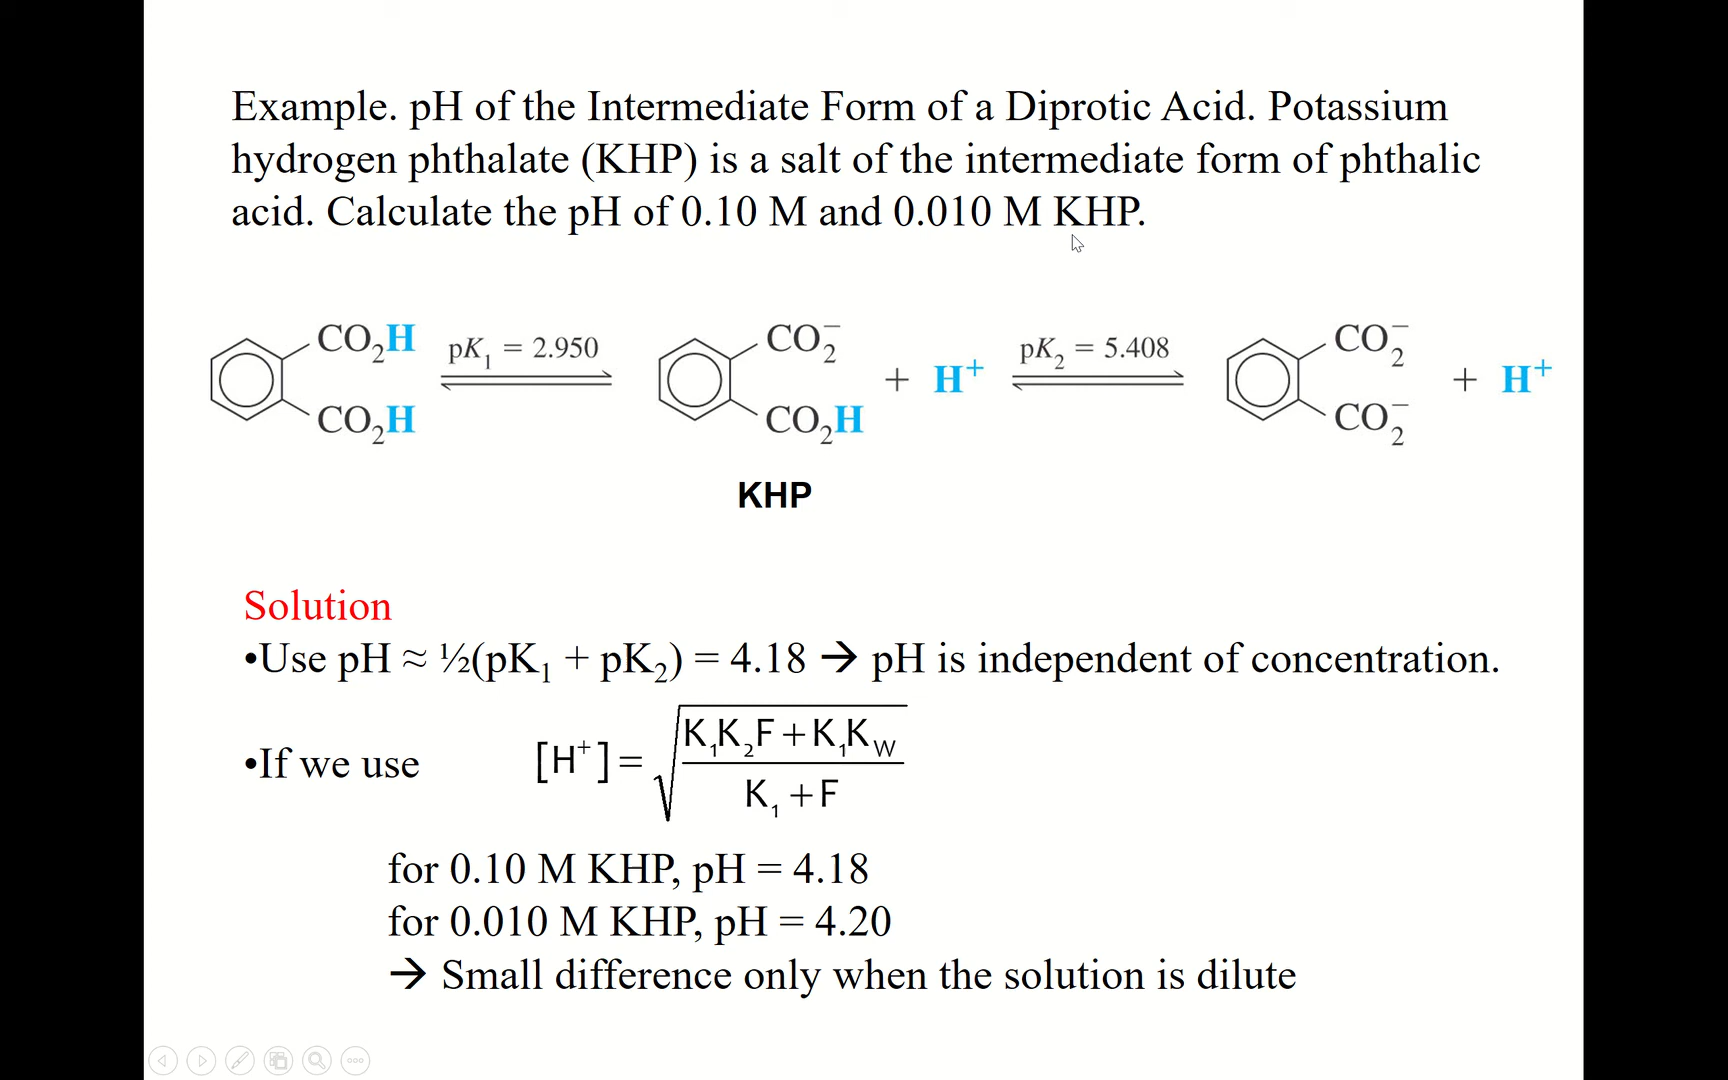 Example. pH of the Intermediate Form of a Diprotic Acid. Potassium
hydrogen phthalate (KHP) is a salt of the intermediate form of phthalic
acid. Calculate the pH of 0.10 M and 0.010 M KHP.
CO₂H pK₁ = 2.950 CO₂⁻ pK₂ = 5.408 CO₂⁻
+ H⁺ + H⁺
CO₂H CO₂H CO₂⁻
KHP
Solution
•Use pH ≈ ½(pK₁ + pK₂) = 4.18 → pH is independent of concentration.
•If we use [H⁺] = √((K₁K₂F + K₁K_W)/(K₁ + F))
for 0.10 M KHP, pH = 4.18
for 0.010 M KHP, pH = 4.20
→ Small difference only when the solution is dilute